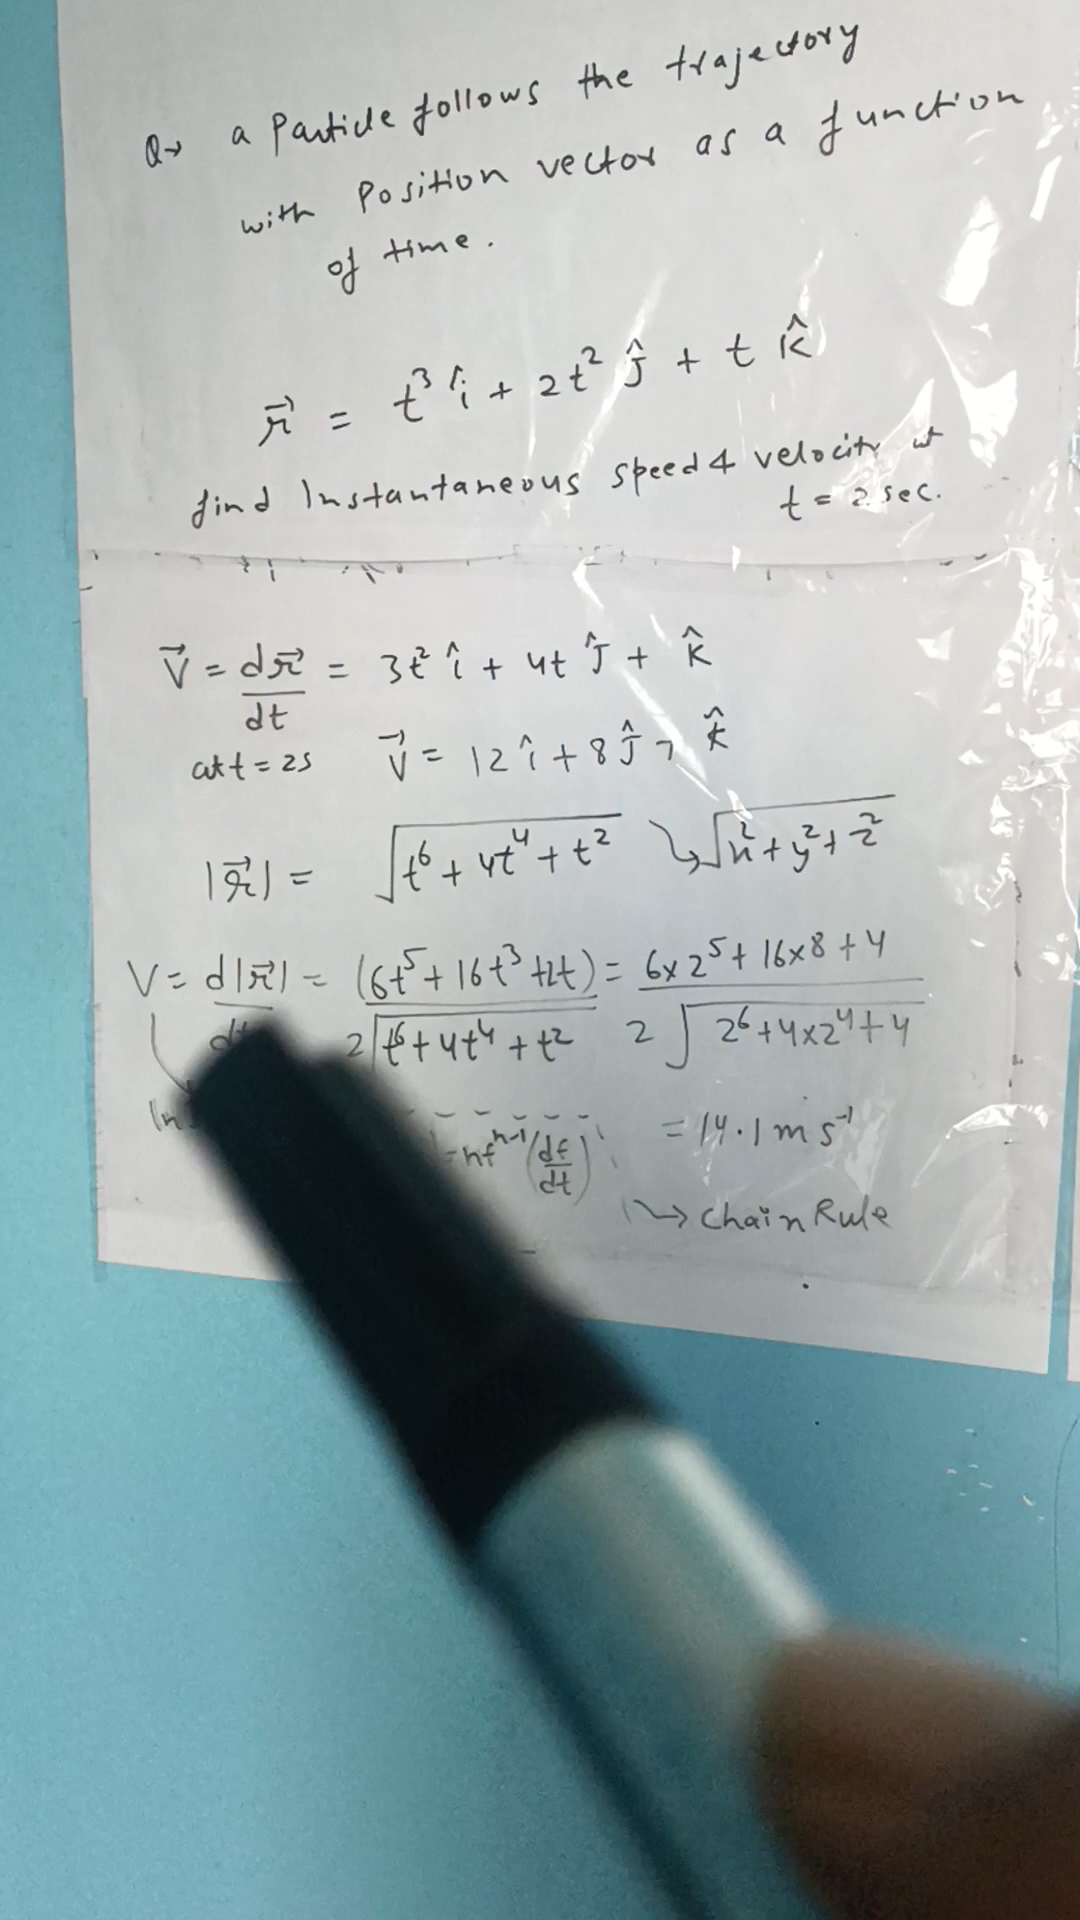 Q→ a Particle follows the trajectory
with Position vector as a function
of time.
r⃗ = t³ î + 2t² ĵ + t k̂
find Instantaneous speed & velocity at
t = 2 sec.
V⃗ = dr⃗/dt = 3t² î + 4t ĵ + k̂
at t = 2s V⃗ = 12 î + 8 ĵ + k̂
|r⃗| = √(t⁶ + 4t⁴ + t²) ↳ √(x² + y² + z²)
V = d|r⃗|/dt = (6t⁵ + 16t³ + 2t) / 2√(t⁶ + 4t⁴ + t²) = (6×2⁵ + 16×8 + 4) / 2√(2⁶ + 4×2⁴ + 4)
= nfⁿ⁻¹ (df/dt) = 14.1 m s⁻¹
↳ Chain Rule